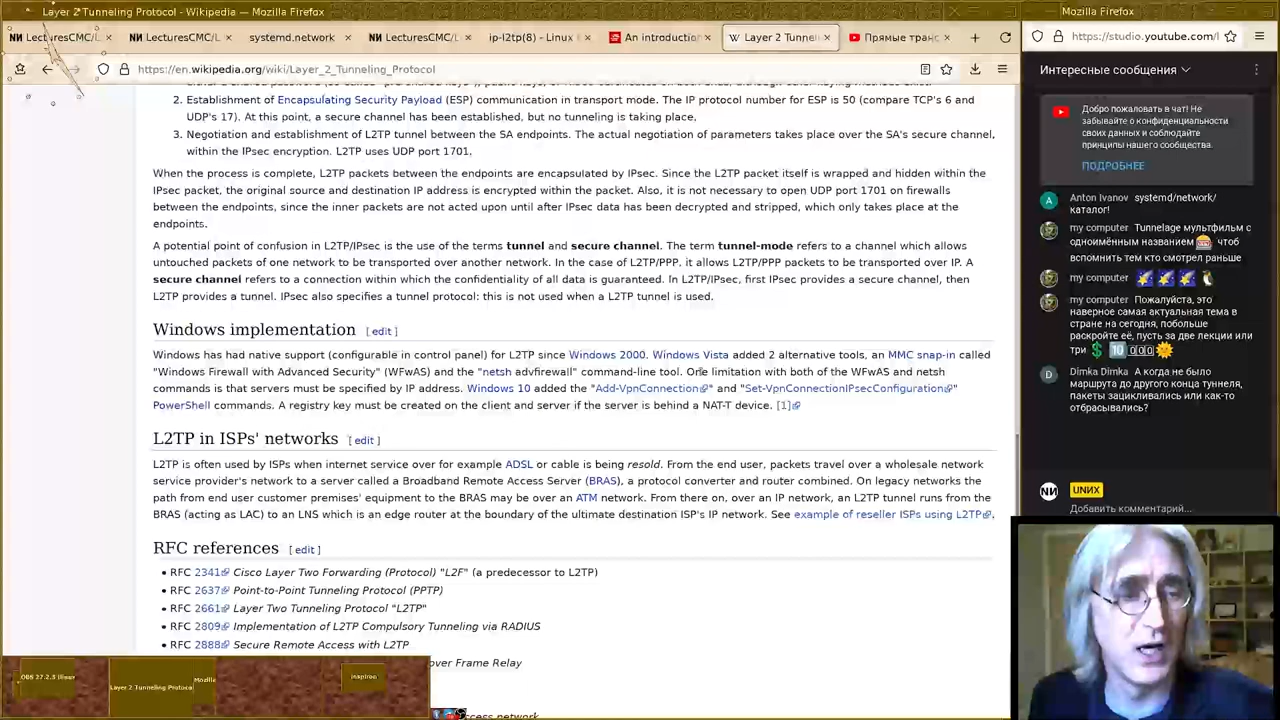 Layer 2 Tunneling Protocol - Wikipedia — Mozilla Firefox
Mozilla Firefox
LecturesCMC/L
LecturesCMC/L
systemd.network
LecturesCMC/L
ip-l2tp(8) - Linux
An introduction
Layer 2 Tunneli
Прямые тран
https://studio.youtube.com/l
https://en.wikipedia.org/wiki/Layer_2_Tunneling_Protocol
Интересные сообщения
2. Establishment of Encapsulating Security Payload (ESP) communication in transport mode. The IP protocol number for ESP is 50 (compare TCP's 6 and
UDP's 17). At this point, a secure channel has been established, but no tunneling is taking place,
3. Negotiation and establishment of L2TP tunnel between the SA endpoints. The actual negotiation of parameters takes place over the SA's secure channel,
within the IPsec encryption. L2TP uses UDP port 1701.
When the process is complete, L2TP packets between the endpoints are encapsulated by IPsec. Since the L2TP packet itself is wrapped and hidden within the
IPsec packet, the original source and destination IP address is encrypted within the packet. Also, it is not necessary to open UDP port 1701 on firewalls
between the endpoints, since the inner packets are not acted upon until after IPsec data has been decrypted and stripped, which only takes place at the
endpoints.
A potential point of confusion in L2TP/IPsec is the use of the terms tunnel and secure channel. The term tunnel-mode refers to a channel which allows
untouched packets of one network to be transported over another network. In the case of L2TP/PPP, it allows L2TP/PPP packets to be transported over IP. A
secure channel refers to a connection within which the confidentiality of all data is guaranteed. In L2TP/IPsec, first IPsec provides a secure channel, then
L2TP provides a tunnel. IPsec also specifies a tunnel protocol: this is not used when a L2TP tunnel is used.
Windows implementation [ edit ]
Windows has had native support (configurable in control panel) for L2TP since Windows 2000. Windows Vista added 2 alternative tools, an MMC snap-in called
"Windows Firewall with Advanced Security" (WFwAS) and the "netsh advfirewall" command-line tool. One limitation with both of the WFwAS and netsh
commands is that servers must be specified by IP address. Windows 10 added the "Add-VpnConnection" and "Set-VpnConnectionIPsecConfiguration"
PowerShell commands. A registry key must be created on the client and server if the server is behind a NAT-T device. [1]
L2TP in ISPs' networks [ edit ]
L2TP is often used by ISPs when internet service over for example ADSL or cable is being resold. From the end user, packets travel over a wholesale network
service provider's network to a server called a Broadband Remote Access Server (BRAS), a protocol converter and router combined. On legacy networks the
path from end user customer premises' equipment to the BRAS may be over an ATM network. From there on, over an IP network, an L2TP tunnel runs from the
BRAS (acting as LAC) to an LNS which is an edge router at the boundary of the ultimate destination ISP's IP network. See example of reseller ISPs using L2TP.
RFC references [ edit ]
• RFC 2341 Cisco Layer Two Forwarding (Protocol) "L2F" (a predecessor to L2TP)
• RFC 2637 Point-to-Point Tunneling Protocol (PPTP)
• RFC 2661 Layer Two Tunneling Protocol "L2TP"
• RFC 2809 Implementation of L2TP Compulsory Tunneling via RADIUS
• RFC 2888 Secure Remote Access with L2TP
over Frame Relay
access network
Добро пожаловать в чат! Не
забывайте о конфиденциальности
своих данных и соблюдайте
принципы нашего сообщества.
ПОДРОБНЕЕ
Anton Ivanov systemd/network/
каталог!
my computer Tunnelage мультфильм с
одноимённым названием чтоб
вспомнить тем кто смотрел раньше
my computer
my computer Пожалуйста, это
наверное самая актуальная тема в
стране на сегодня, побольше
раскройте её, пусть за две лекции или
три
Dimka Dimka А когда не было
маршрута до другого конца туннеля,
пакеты зацикливались или как-то
отбрасывались?
UNИX
Добавить комментарий...
OBS 27.2.3 (linux
Layer 2 Tunneling Protocol
Mozilla
inspiron